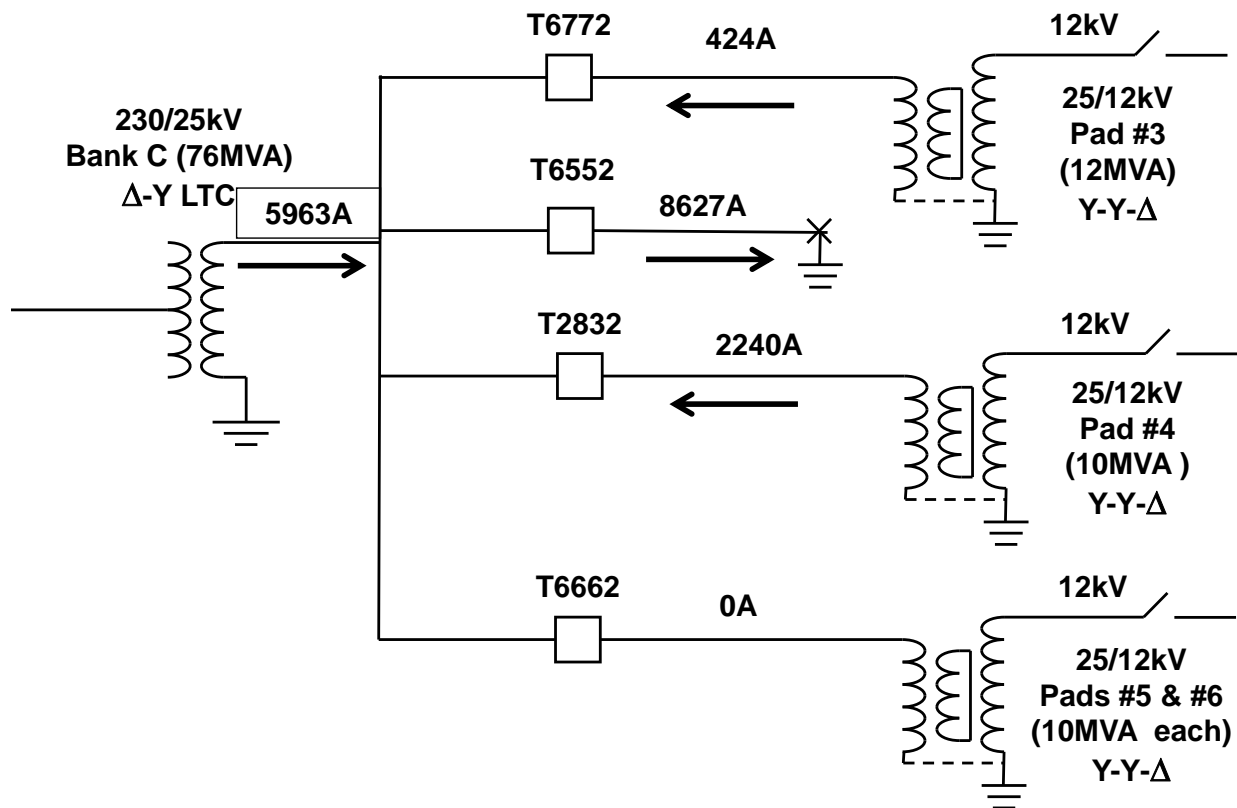 T6772
424A
12kV
230/25kV
Bank C (76MVA)
Δ-Y LTC
5963A
25/12kV
Pad #3
(12MVA)
Y-Y-Δ
T6552
8627A
T2832
2240A
12kV
25/12kV
Pad #4
(10MVA )
Y-Y-Δ
T6662
0A
12kV
25/12kV
Pads #5 & #6
(10MVA each)
Y-Y-Δ